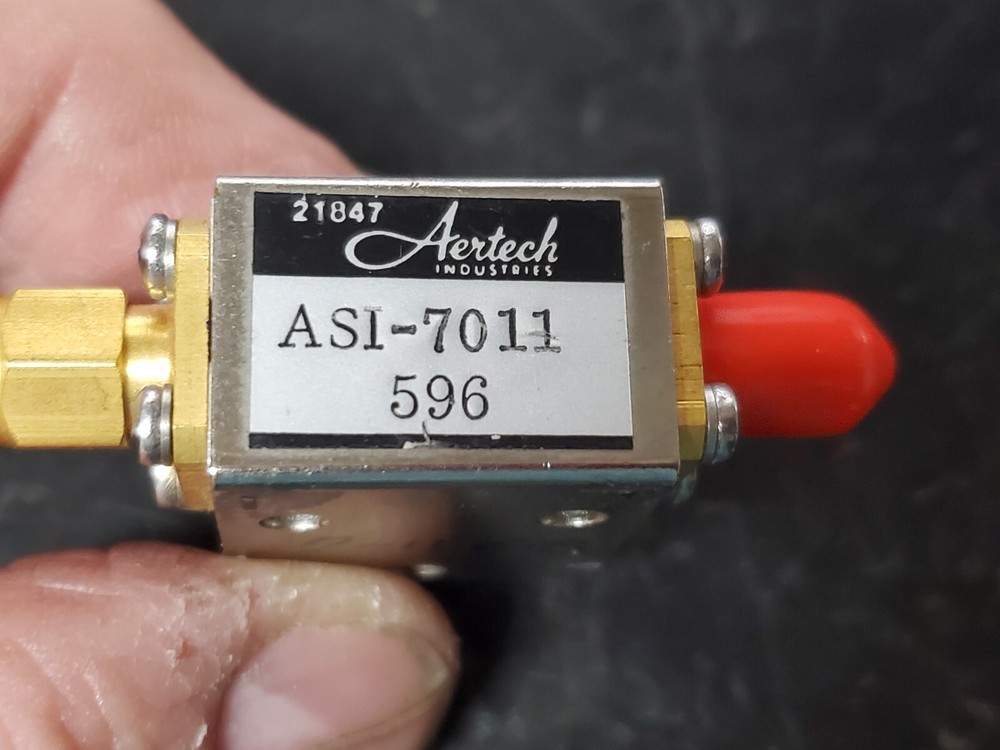 21847
Aertech
INDUSTRIES
ASI-7011
596